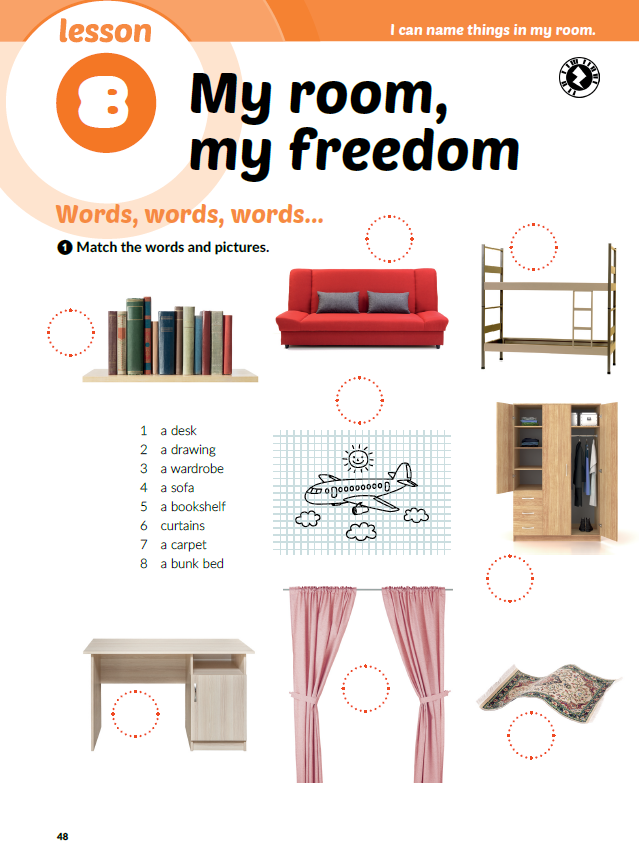 lesson
I can name things in my room.
8
My room,
my freedom
Words, words, words...
1 Match the words and pictures.
1 a desk
2 a drawing
3 a wardrobe
4 a sofa
5 a bookshelf
6 curtains
7 a carpet
8 a bunk bed
48